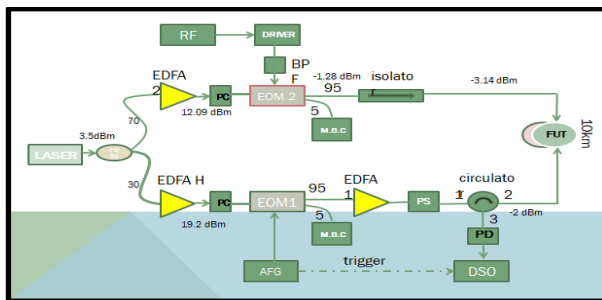 RF
DRIVER
BP
F
EDFA
2
PC
12.09 dBm
EOM 2
-1.28 dBm
95
5
M.B.C
isolato
r
-3.14 dBm
10km
FUT
3.5dBm
LASER
70
30
EDFA H
19.2 dBm
PC
EOM1
95
5
M.B.C
EDFA
1
PS
circulato
r
1
2
3
-2 dBm
PD
AFG
trigger
DSO